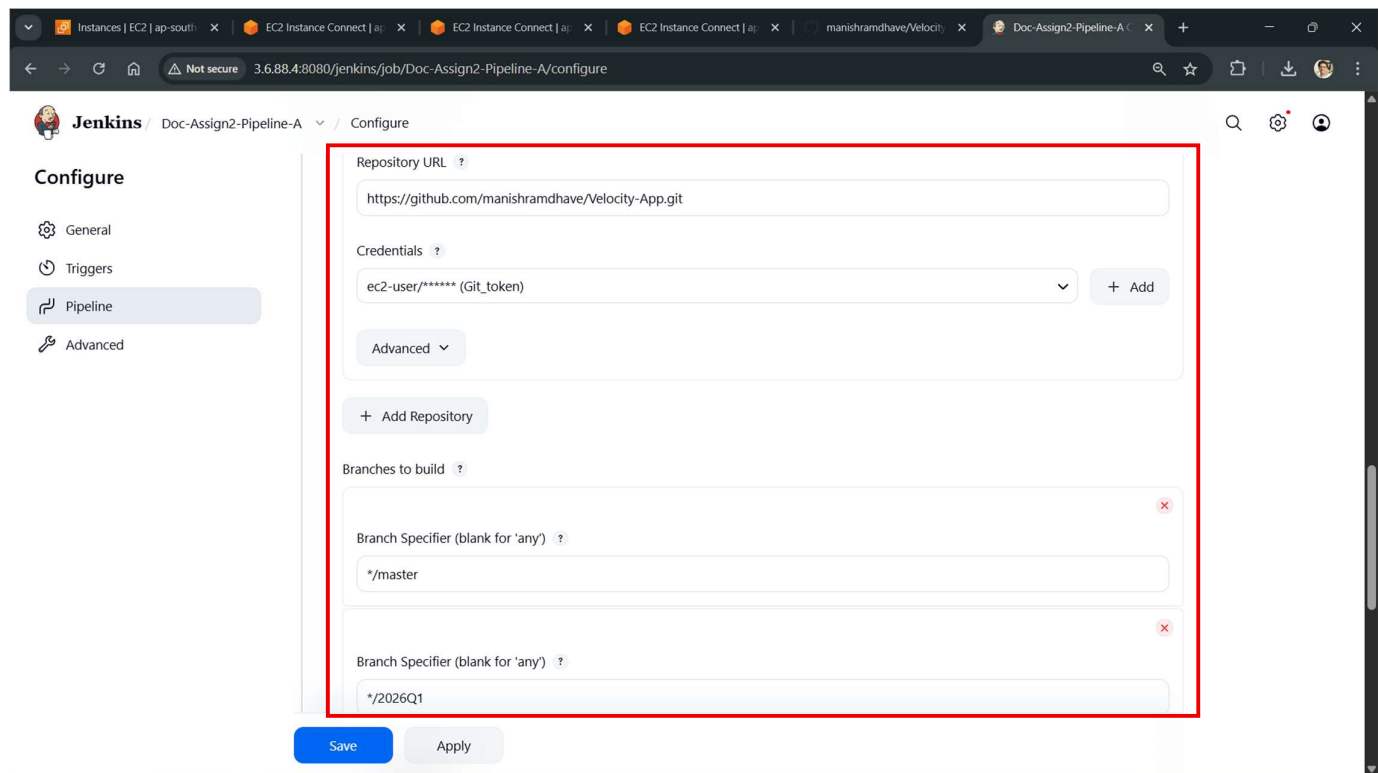 Instances | EC2 | ap-south
EC2 Instance Connect | ap
EC2 Instance Connect | ap
EC2 Instance Connect | ap
manishramdhave/Velocity
Doc-Assign2-Pipeline-A C
Not secure 3.6.88.4:8080/jenkins/job/Doc-Assign2-Pipeline-A/configure
Jenkins / Doc-Assign2-Pipeline-A / Configure
Configure
General
Triggers
Pipeline
Advanced
Repository URL ?
https://github.com/manishramdhave/Velocity-App.git
Credentials ?
ec2-user/****** (Git_token)
+ Add
Advanced
+ Add Repository
Branches to build ?
Branch Specifier (blank for 'any') ?
*/master
Branch Specifier (blank for 'any') ?
*/2026Q1
Save
Apply